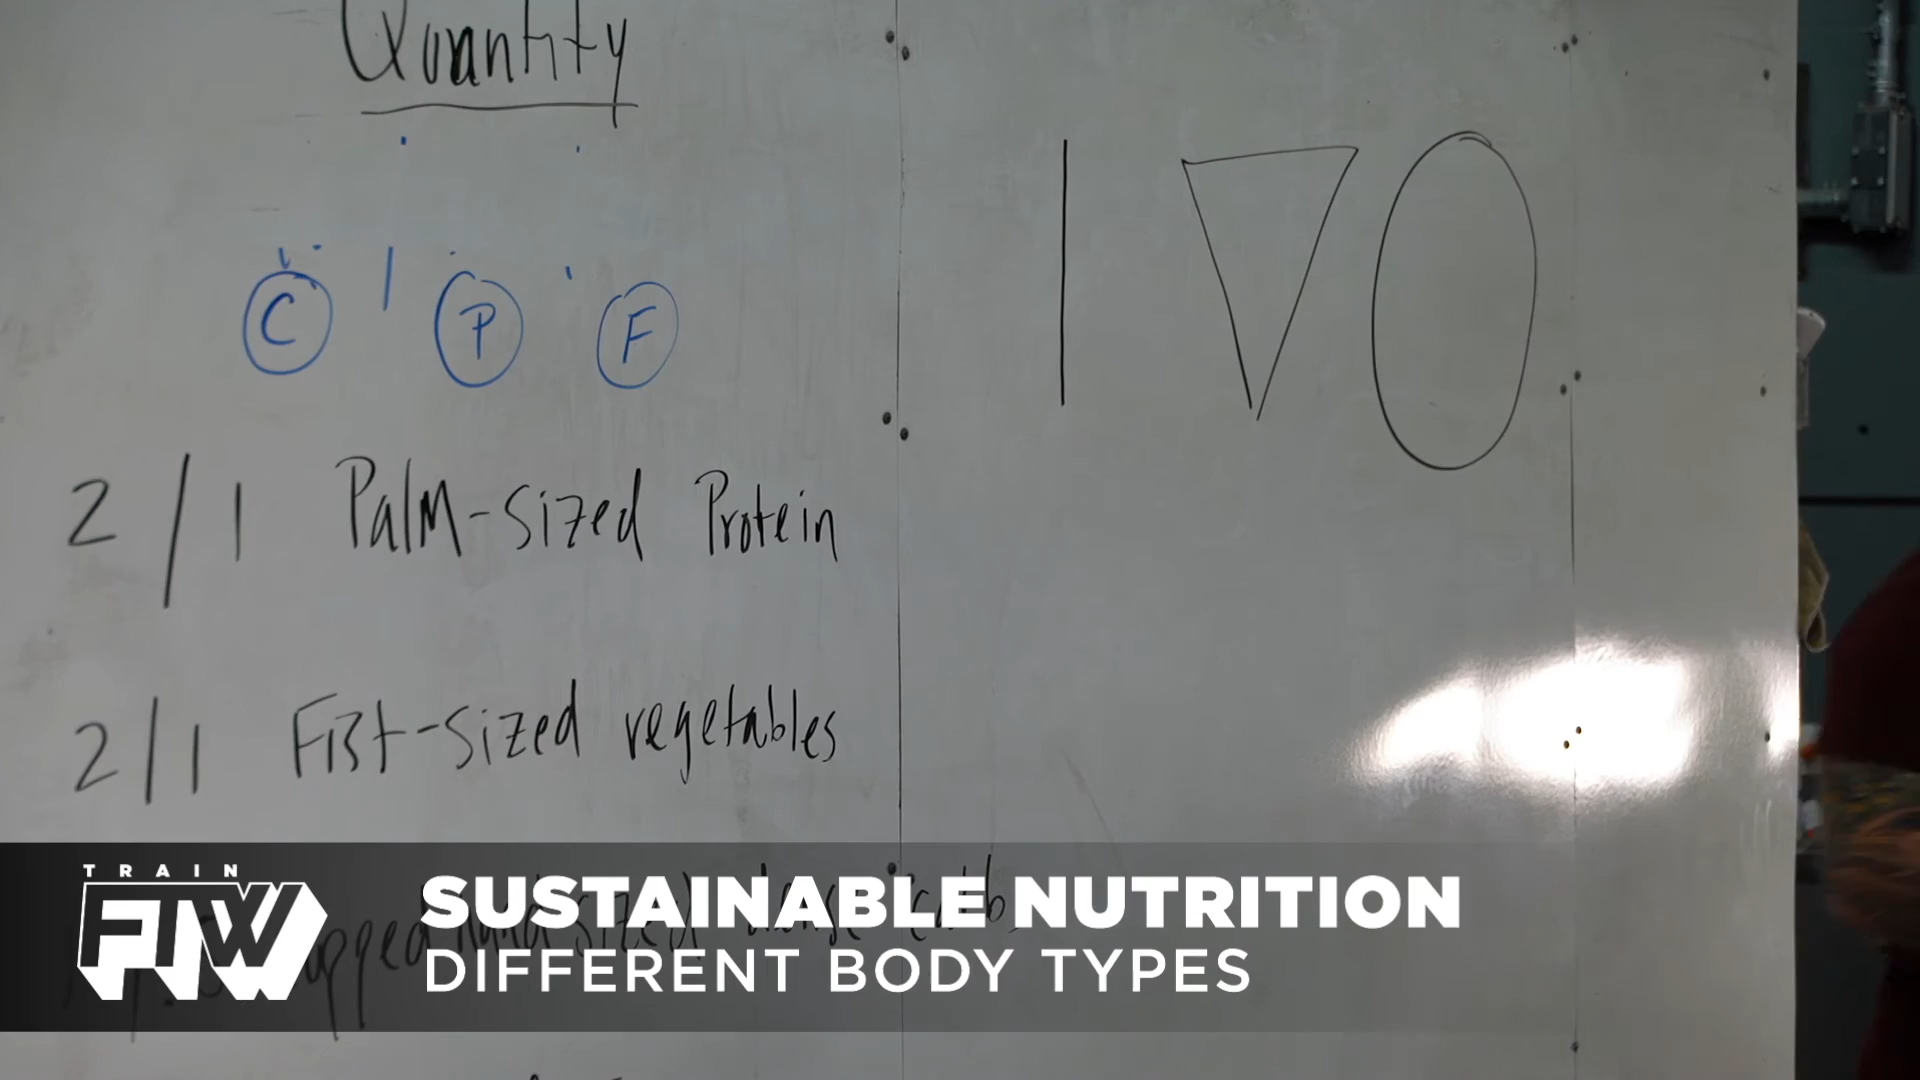 Quantity
C P F
2/1 Palm-sized Protein
2/1 Fist-sized vegetables
TRAIN
FTW
SUSTAINABLE NUTRITION
DIFFERENT BODY TYPES